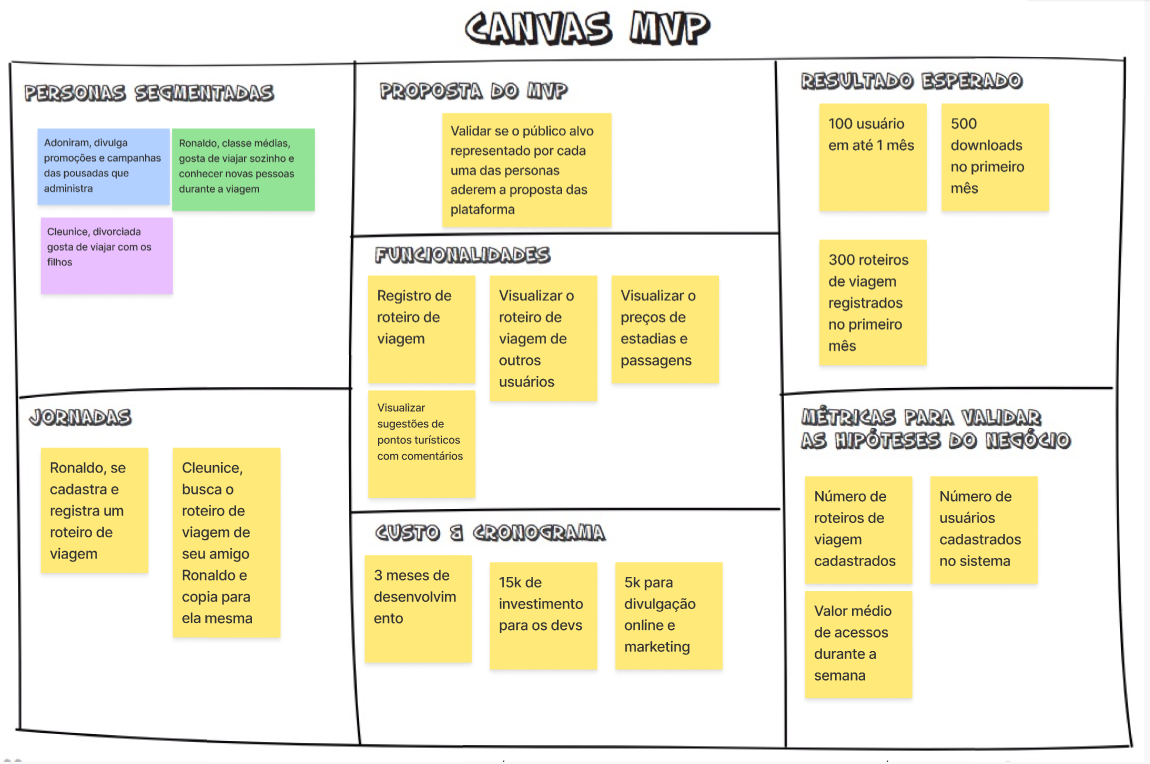 CANVAS MVP
PERSONAS SEGMENTADAS
Adoniram, divulga
promoções e campanhas
das pousadas que
administra
Ronaldo, classe médias,
gosta de viajar sozinho e
conhecer novas pessoas
durante a viagem
Cleunice, divorciada
gosta de viajar com os
filhos
JORNADAS
Ronaldo, se
cadastra e
registra um
roteiro de
viagem
Cleunice,
busca o
roteiro de
viagem de
seu amigo
Ronaldo e
copia para
ela mesma
PROPOSTA DO MVP
Validar se o público alvo
representado por cada
uma das personas
aderem a proposta das
plataforma
FUNCIONALIDADES
Registro de
roteiro de
viagem
Visualizar o
roteiro de
viagem de
outros
usuários
Visualizar o
preços de
estadias e
passagens
Visualizar
sugestões de
pontos turísticos
com comentários
CUSTO & CRONOGRAMA
3 meses de
desenvolvim
ento
15k de
investimento
para os devs
5k para
divulgação
online e
marketing
RESULTADO ESPERADO
100 usuário
em até 1 mês
500
downloads
no primeiro
mês
300 roteiros
de viagem
registrados
no primeiro
mês
MÉTRICAS PARA VALIDAR
AS HIPÓTESES DO NEGÓCIO
Número de
roteiros de
viagem
cadastrados
Número de
usuários
cadastrados
no sistema
Valor médio
de acessos
durante a
semana